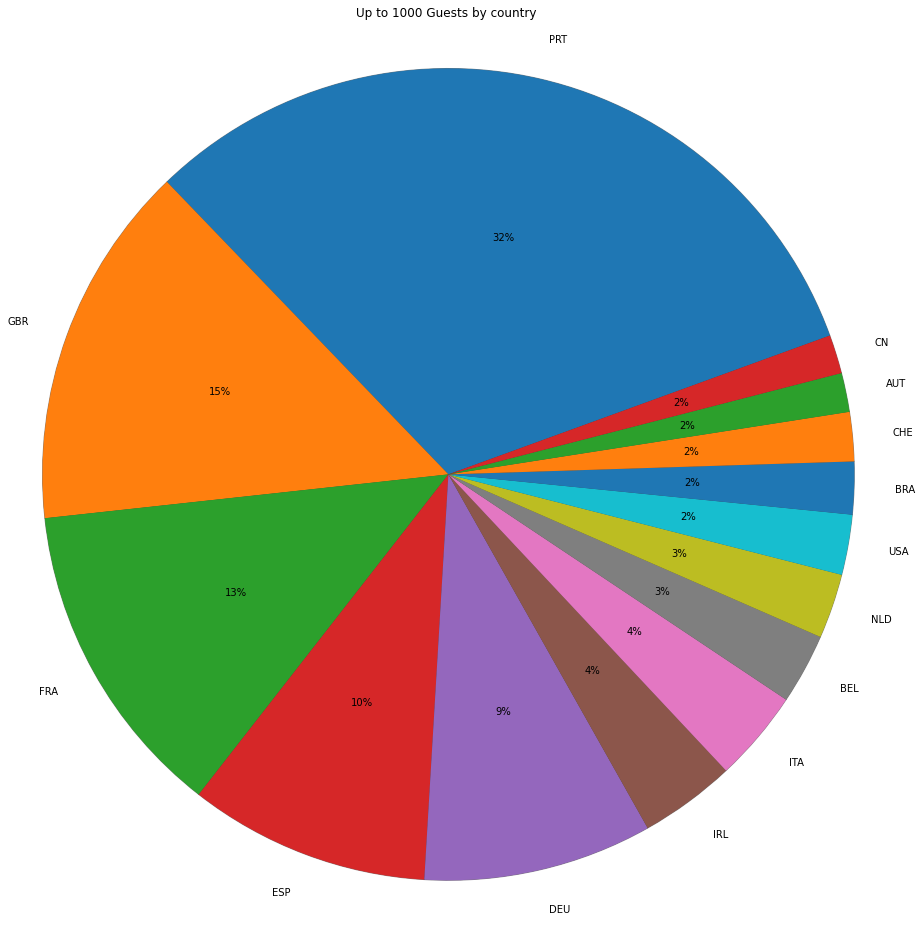 Up to 1000 Guests by country
PRT
32%
GBR
15%
FRA
13%
ESP
10%
DEU
9%
IRL
4%
ITA
4%
BEL
3%
NLD
3%
USA
2%
BRA
2%
CHE
2%
AUT
2%
CN
2%